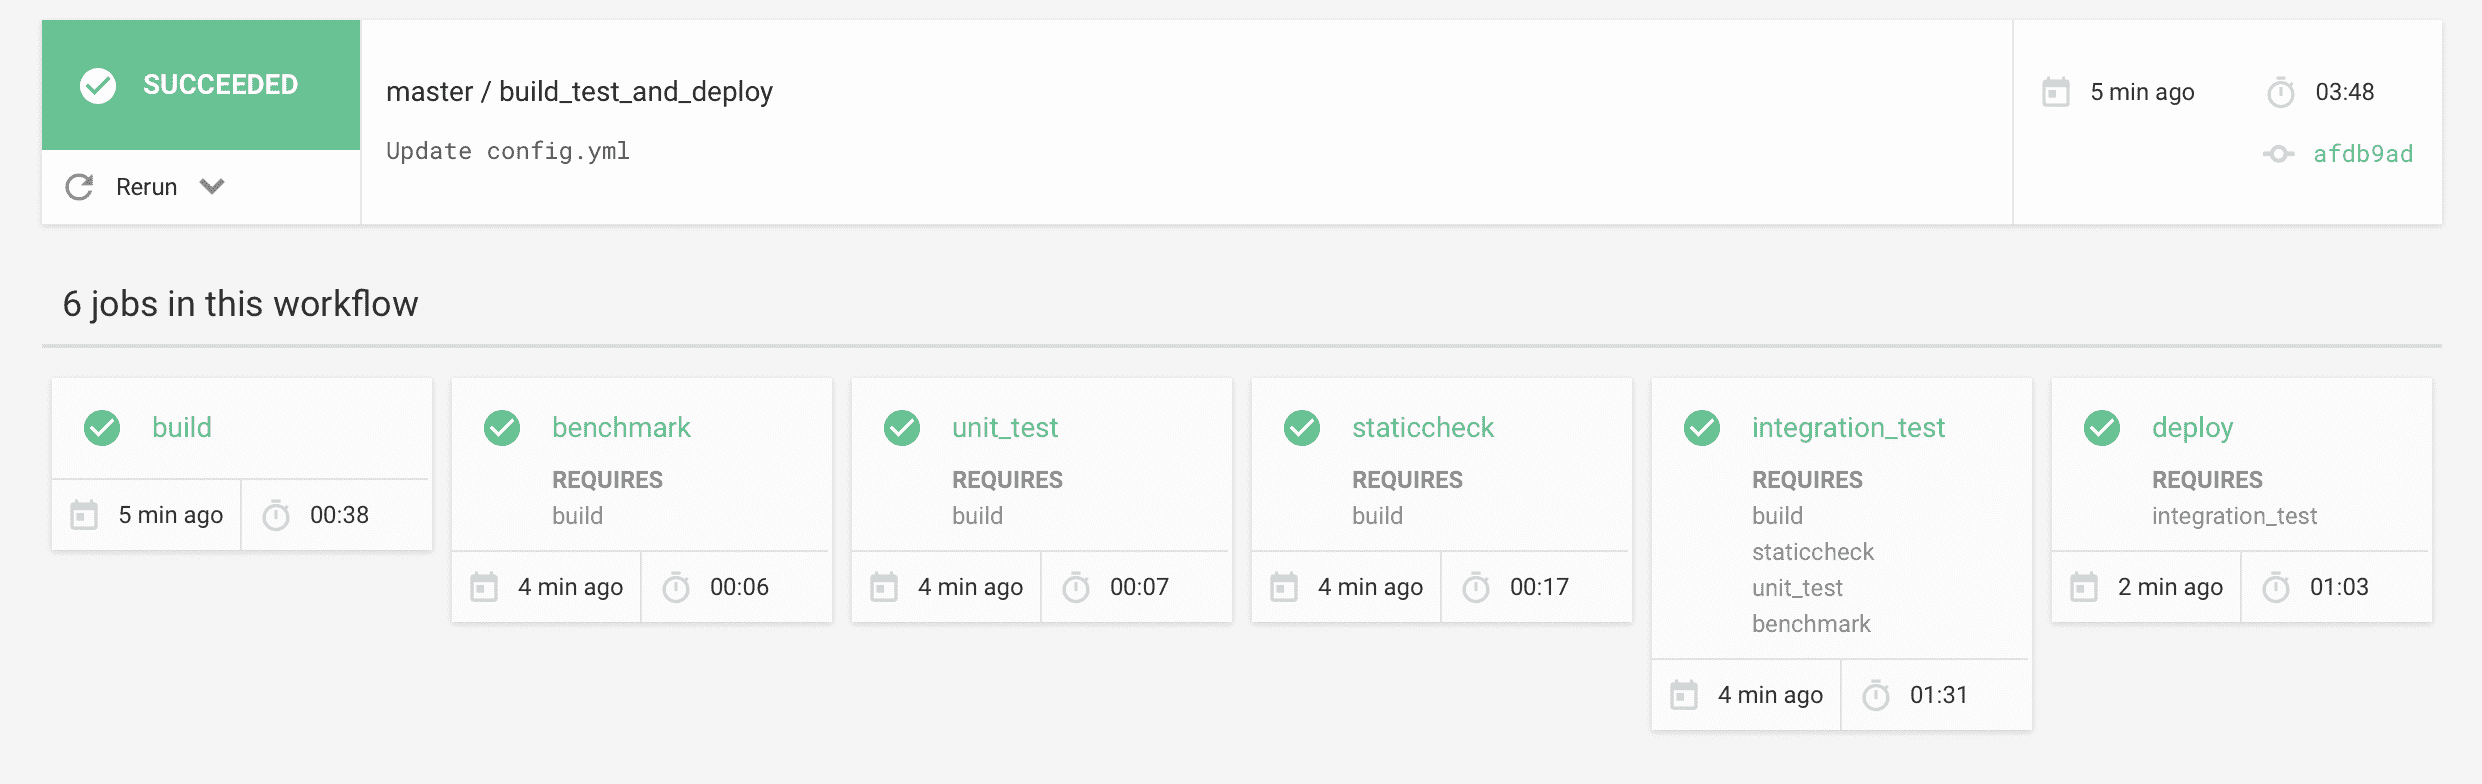 SUCCEEDED
master / build_test_and_deploy
5 min ago
03:48
Update config.yml
afdb9ad
Rerun
6 jobs in this workflow
build
5 min ago
00:38
benchmark
REQUIRES
build
4 min ago
00:06
unit_test
REQUIRES
build
4 min ago
00:07
staticcheck
REQUIRES
build
4 min ago
00:17
integration_test
REQUIRES
build
staticcheck
unit_test
benchmark
4 min ago
01:31
deploy
REQUIRES
integration_test
2 min ago
01:03